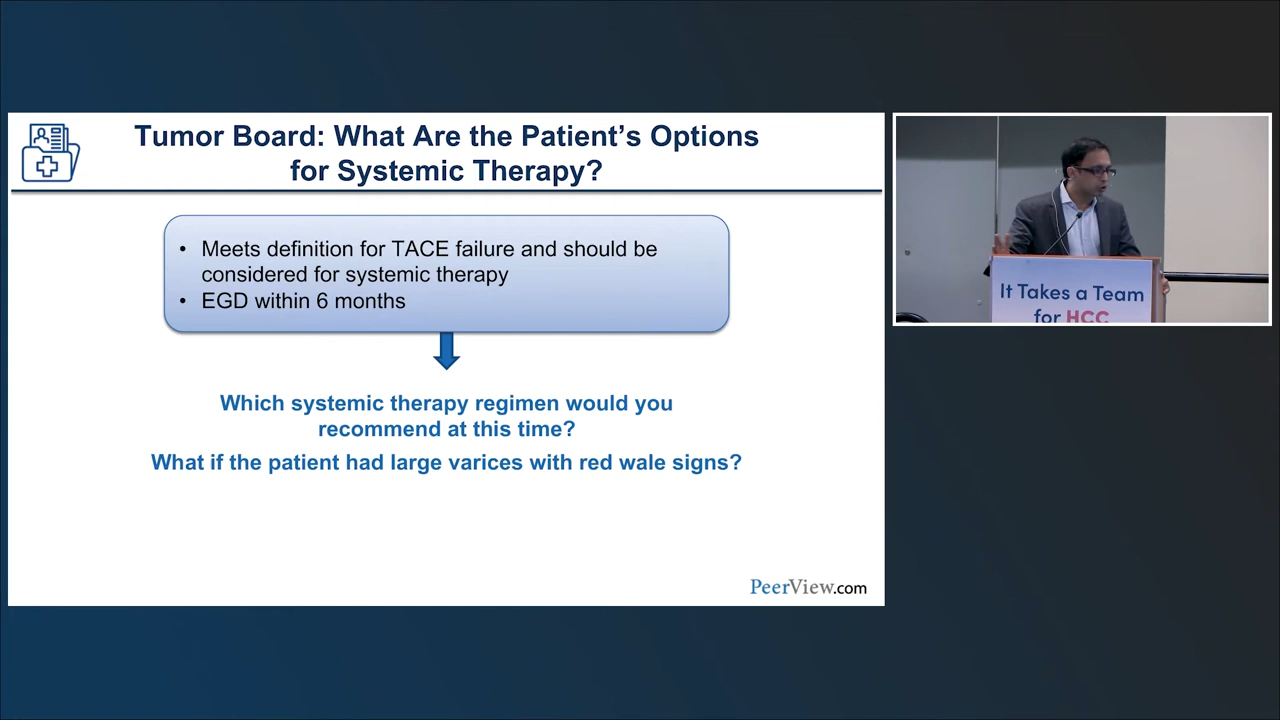 Tumor Board: What Are the Patient's Options
for Systemic Therapy?
• Meets definition for TACE failure and should be
considered for systemic therapy
• EGD within 6 months
Which systemic therapy regimen would you
recommend at this time?
What if the patient had large varices with red wale signs?
PeerView.com
It Takes a Team
for HCC